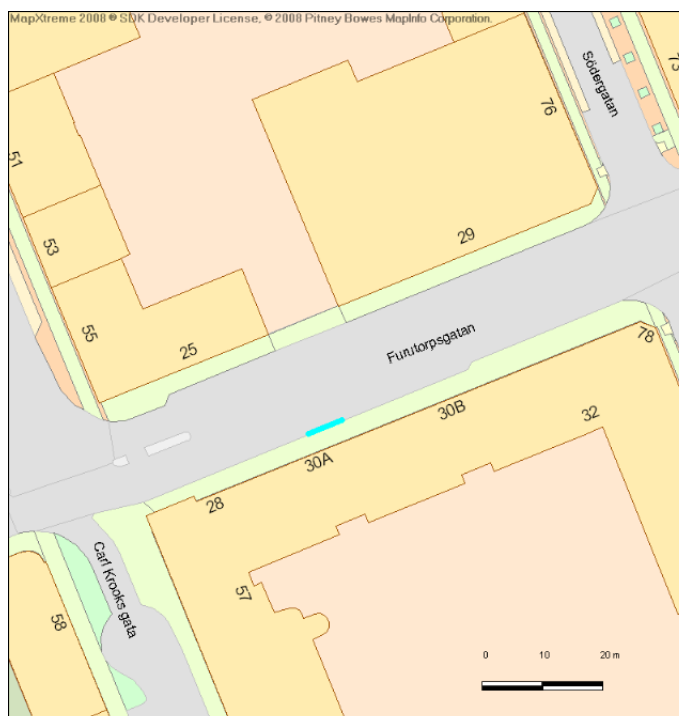 MapXtreme 2008 ® SDK Developer License, © 2008 Pitney Bowes MapInfo Corporation.
Södergatan
73
76
51
29
53
55
25
Furutorpsgatan
78
30B
32
30A
28
Carl Krooks gata
57
58
0 10 20 m